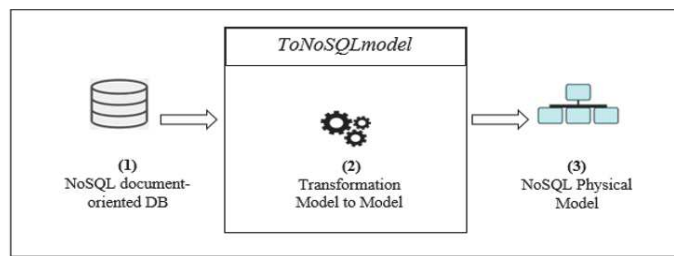 ToNoSQLmodel
(1)
NoSQL document-
oriented DB
(2)
Transformation
Model to Model
(3)
NoSQL Physical
Model